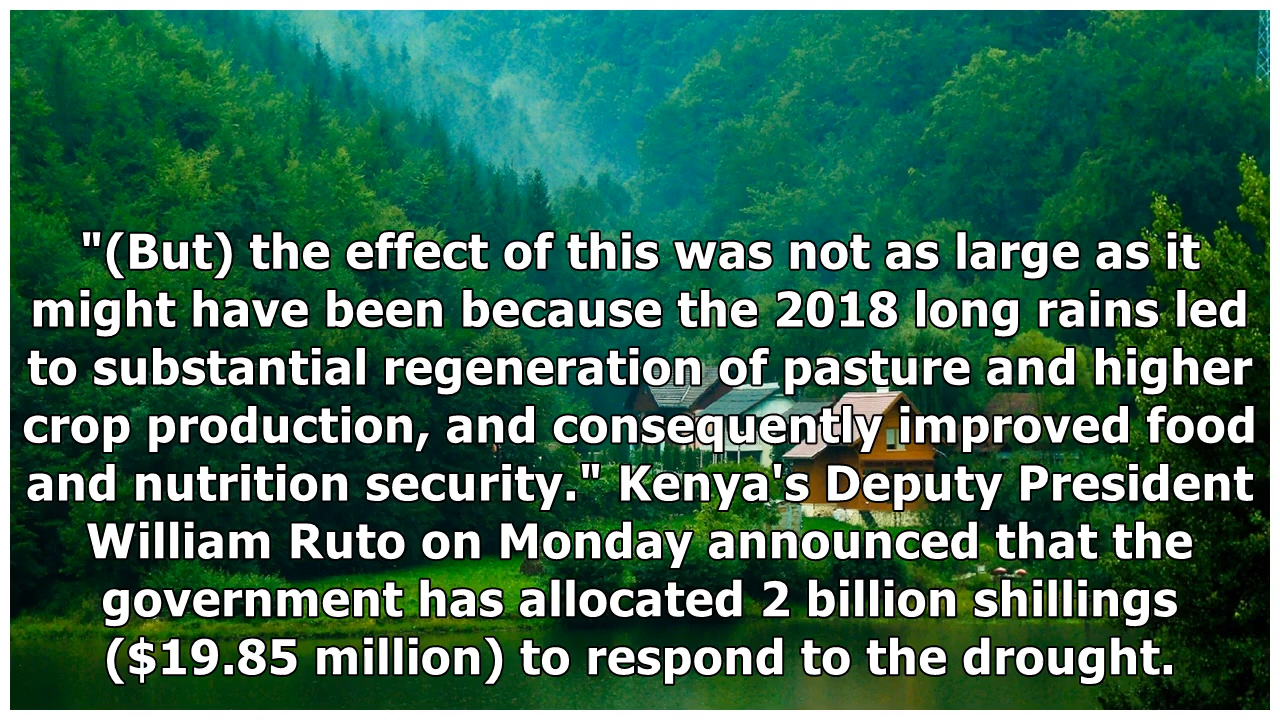 "(But) the effect of this was not as large as it
might have been because the 2018 long rains led
to substantial regeneration of pasture and higher
crop production, and consequently improved food
and nutrition security." Kenya's Deputy President
William Ruto on Monday announced that the
government has allocated 2 billion shillings
($19.85 million) to respond to the drought.